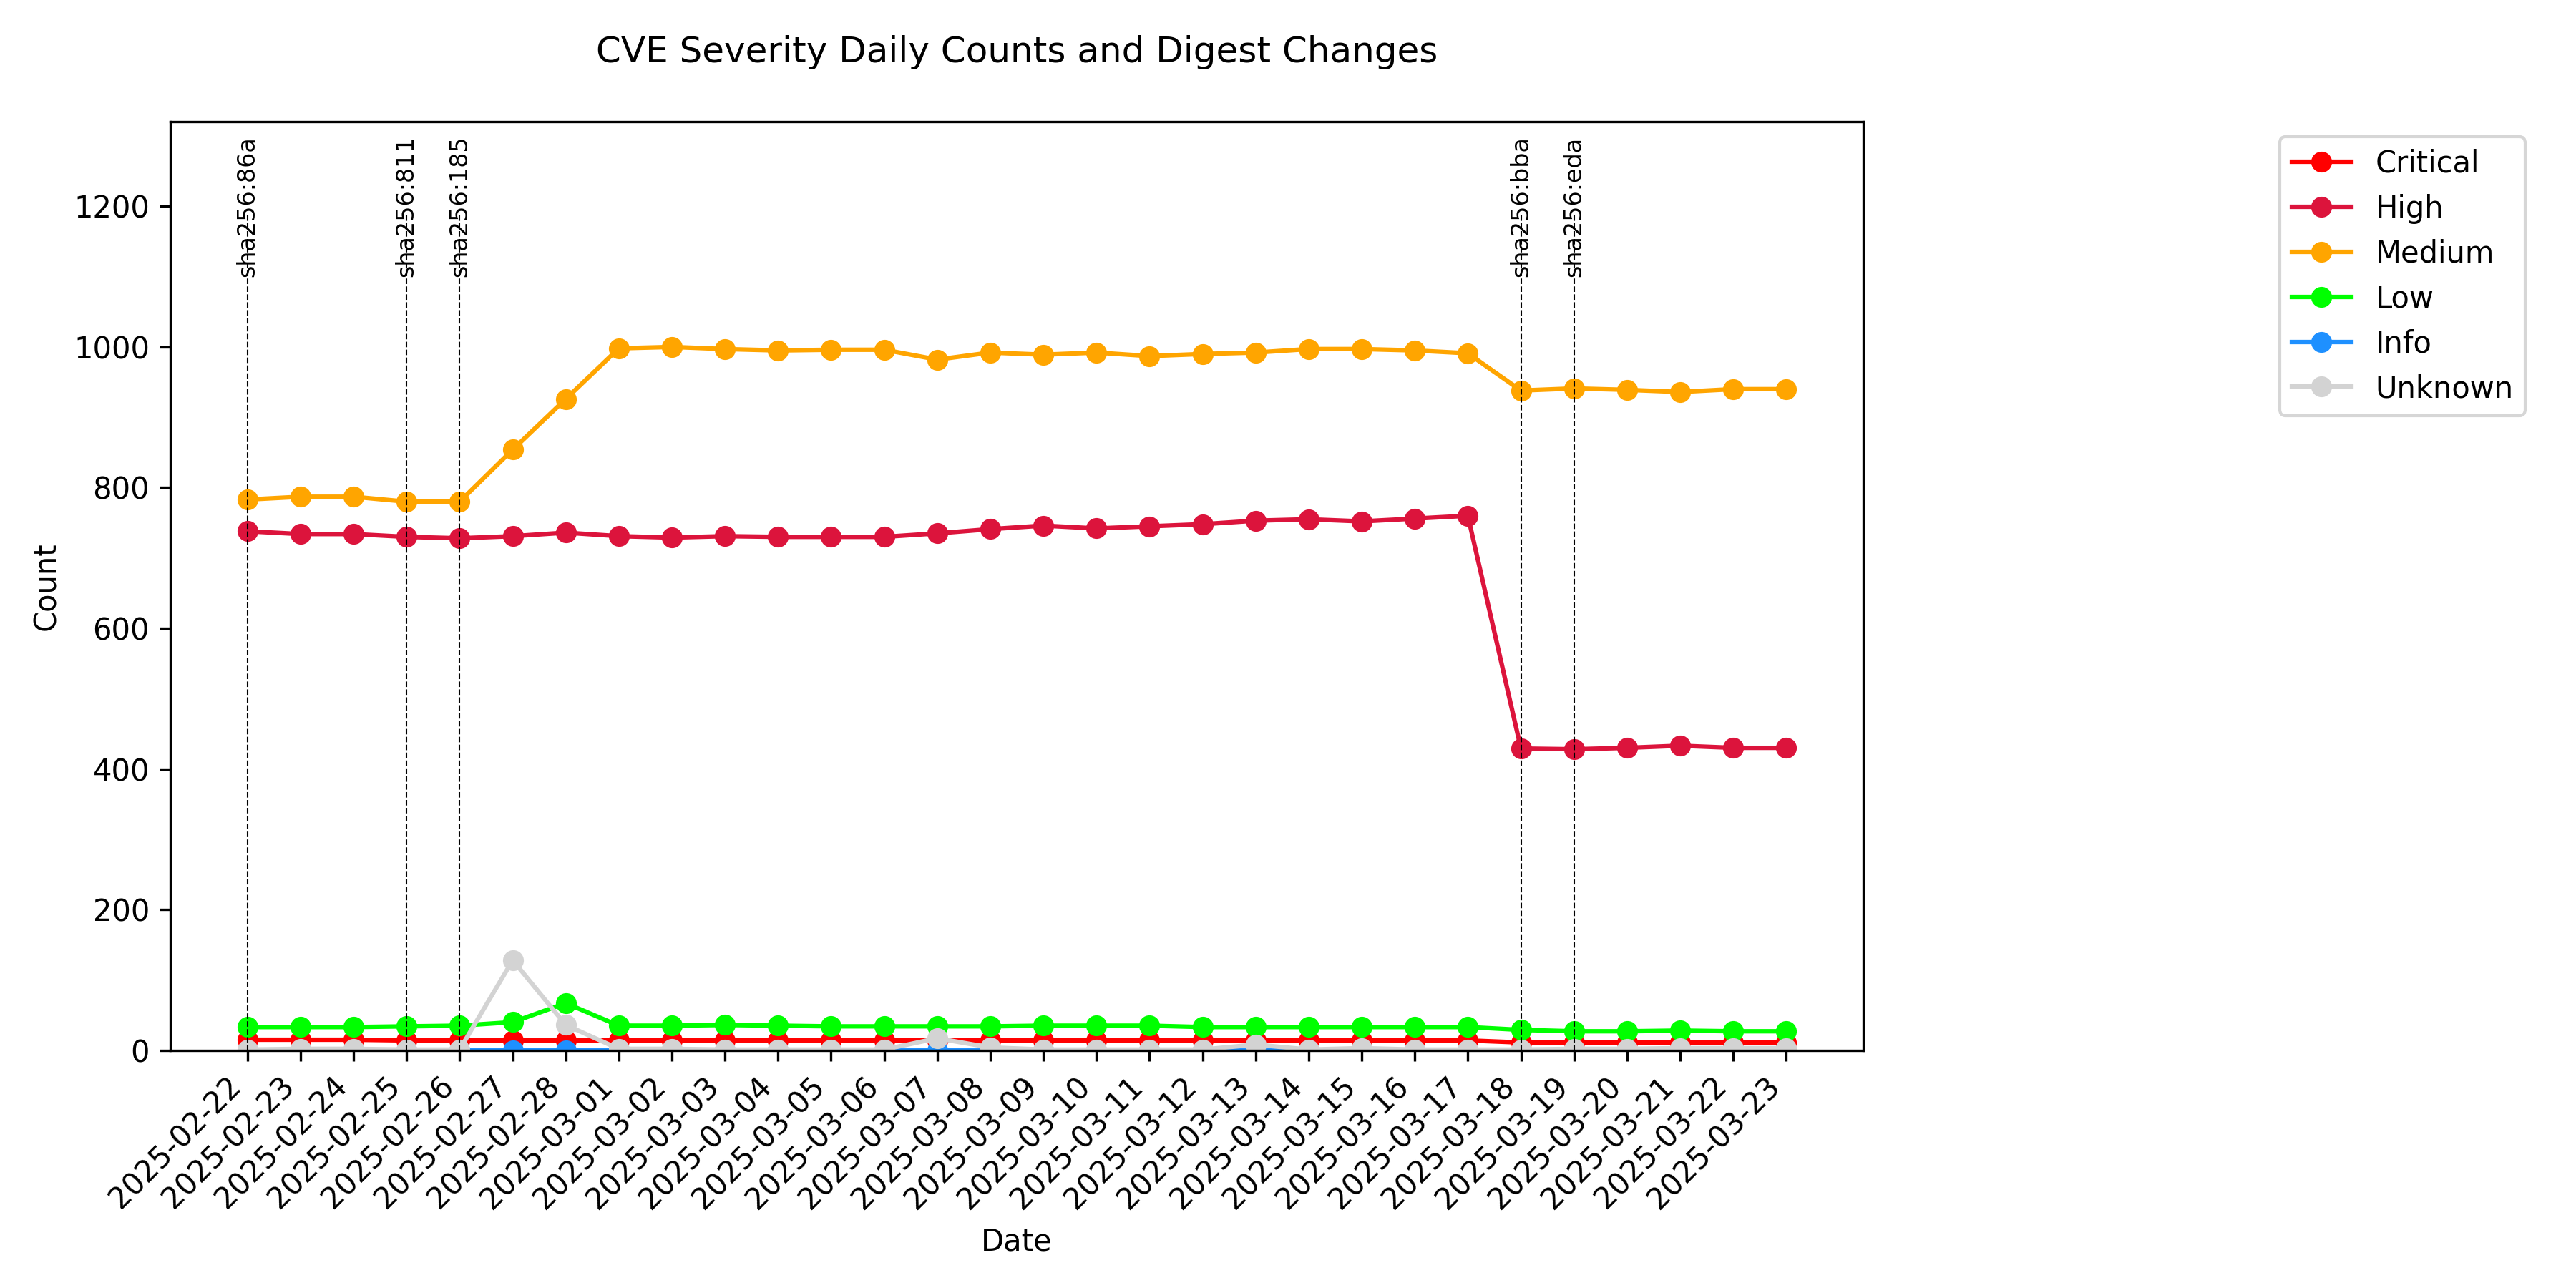 CVE Severity Daily Counts and Digest Changes
sha256:86a
sha256:811
sha256:185
sha256:bba
sha256:eda
Critical
High
Medium
Low
Info
Unknown
Count
1200
1000
800
600
400
200
0
2025-02-22
2025-02-23
2025-02-24
2025-02-25
2025-02-26
2025-02-27
2025-02-28
2025-03-01
2025-03-02
2025-03-03
2025-03-04
2025-03-05
2025-03-06
2025-03-07
2025-03-08
2025-03-09
2025-03-10
2025-03-11
2025-03-12
2025-03-13
2025-03-14
2025-03-15
2025-03-16
2025-03-17
2025-03-18
2025-03-19
2025-03-20
2025-03-21
2025-03-22
2025-03-23
Date